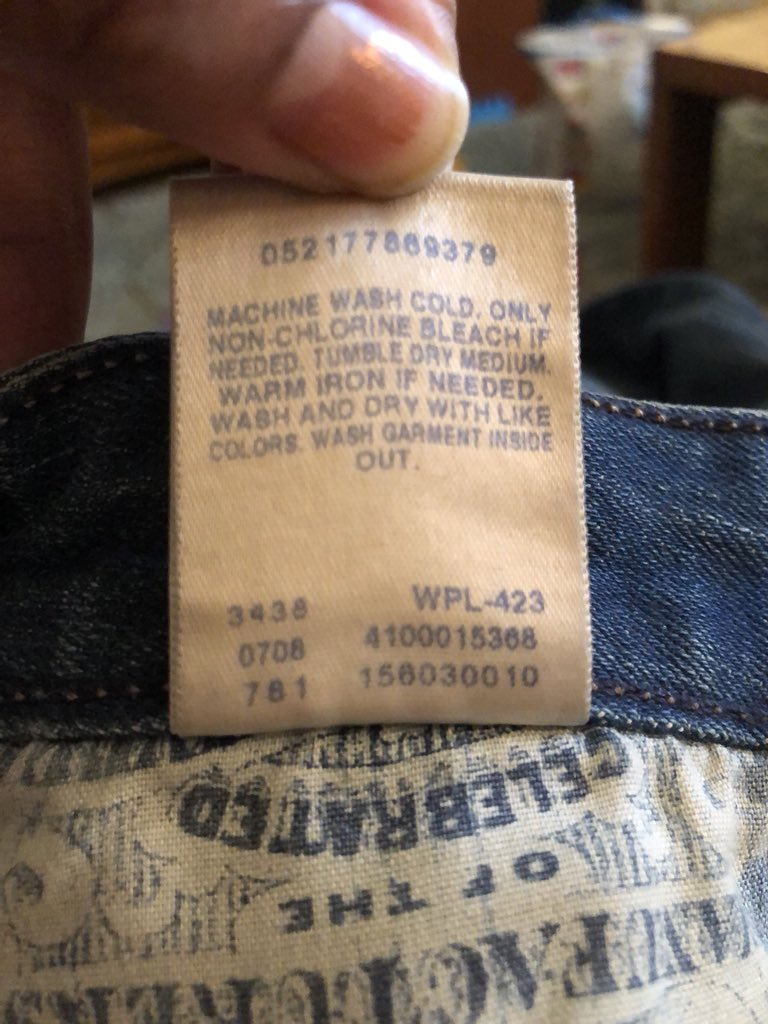 052177869379
MACHINE WASH COLD. ONLY
NON-CHLORINE BLEACH IF
NEEDED. TUMBLE DRY MEDIUM.
WARM IRON IF NEEDED.
WASH AND DRY WITH LIKE
COLORS. WASH GARMENT INSIDE
OUT.
3438 WPL-423
0708 4100015368
781 156030010
CELEBRATED
OF THE